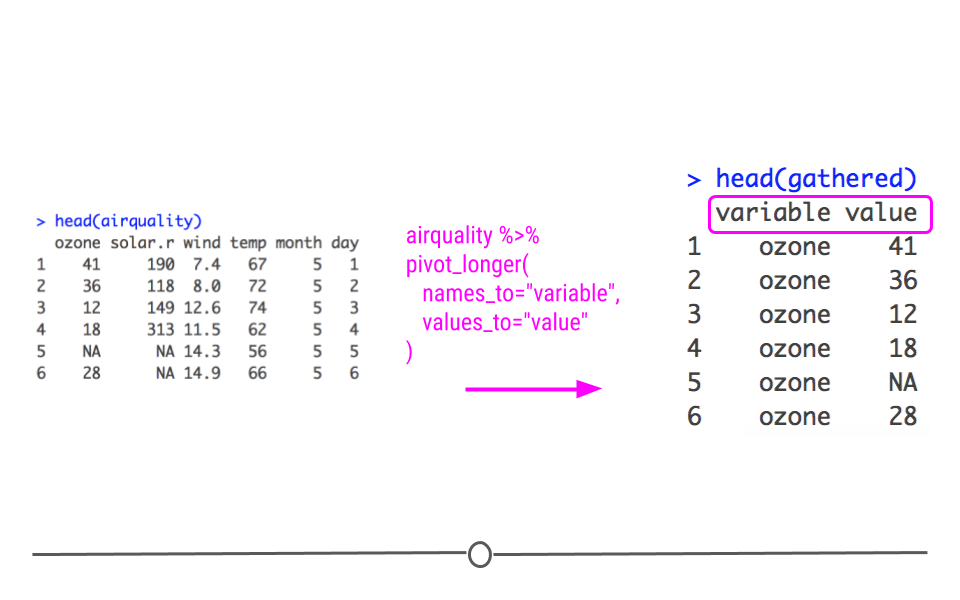 > head(airquality)
ozone solar.r wind temp month day
1 41 190 7.4 67 5 1
2 36 118 8.0 72 5 2
3 12 149 12.6 74 5 3
4 18 313 11.5 62 5 4
5 NA NA 14.3 56 5 5
6 28 NA 14.9 66 5 6
airquality %>%
pivot_longer(
names_to="variable",
values_to="value"
)
> head(gathered)
variable value
1 ozone 41
2 ozone 36
3 ozone 12
4 ozone 18
5 ozone NA
6 ozone 28